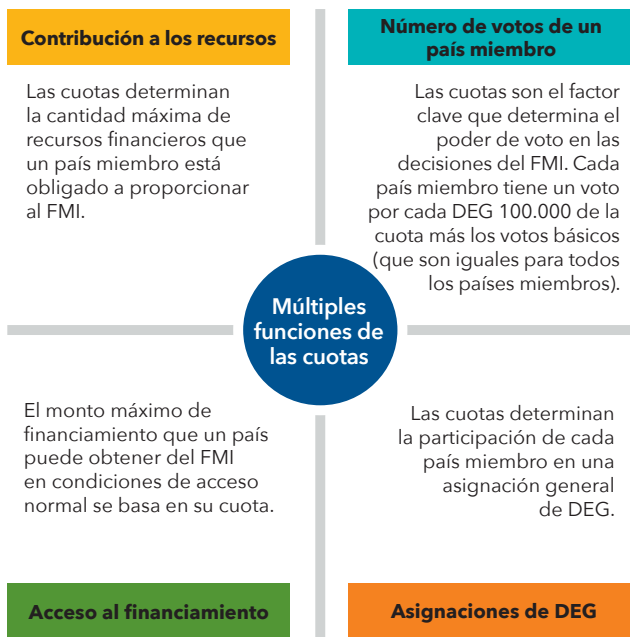 Contribución a los recursos
Las cuotas determinan
la cantidad máxima de
recursos financieros que
un país miembro está
obligado a proporcionar
al FMI.
Número de votos de un
país miembro
Las cuotas son el factor
clave que determina el
poder de voto en las
decisiones del FMI. Cada
país miembro tiene un voto
por cada DEG 100.000 de la
cuota más los votos básicos
(que son iguales para todos
los países miembros).
Múltiples
funciones de
las cuotas
El monto máximo de
financiamiento que un país
puede obtener del FMI
en condiciones de acceso
normal se basa en su cuota.
Acceso al financiamiento
Las cuotas determinan
la participación de cada
país miembro en una
asignación general
de DEG.
Asignaciones de DEG